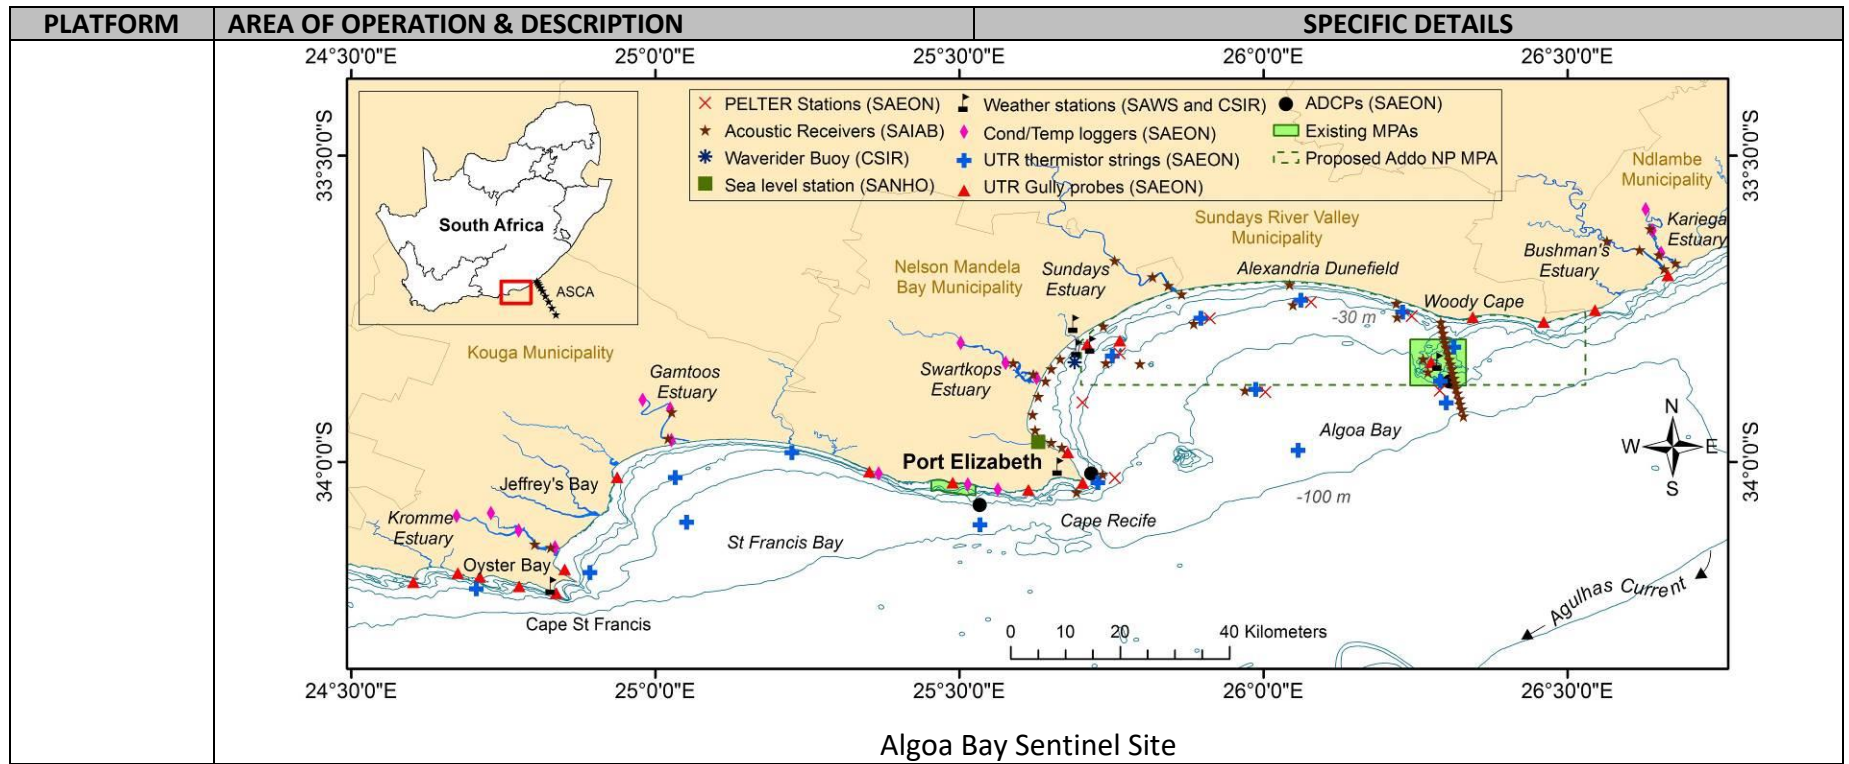 PLATFORM AREA OF OPERATION & DESCRIPTION SPECIFIC DETAILS
24°30'0"E 25°0'0"E 25°30'0"E 26°0'0"E 26°30'0"E
PELTER Stations (SAEON)
Acoustic Receivers (SAIAB)
Waverider Buoy (CSIR)
Sea level station (SANHO)
Weather stations (SAWS and CSIR)
Cond/Temp loggers (SAEON)
UTR thermistor strings (SAEON)
UTR Gully probes (SAEON)
ADCPs (SAEON)
Existing MPAs
Proposed Addo NP MPA
33°30'0"S
33°30'0"S
South Africa
ASCA
Ndlambe
Municipality
Kariega
Estuary
Sundays River Valley
Municipality
Bushman's
Estuary
Nelson Mandela
Bay Municipality
Sundays
Estuary
Alexandria Dunefield
Woody Cape
-30 m
Kouga Municipality
Gamtoos
Estuary
Swartkops
Estuary
N
W E
S
Algoa Bay
Port Elizabeth
34°0'0"S
34°0'0"S
Jeffrey's Bay
-100 m
Kromme
Estuary
Cape Recife
St Francis Bay
Oyster Bay
Agulhas Current
Cape St Francis
0 10 20 40 Kilometers
24°30'0"E 25°0'0"E 25°30'0"E 26°0'0"E 26°30'0"E
Algoa Bay Sentinel Site